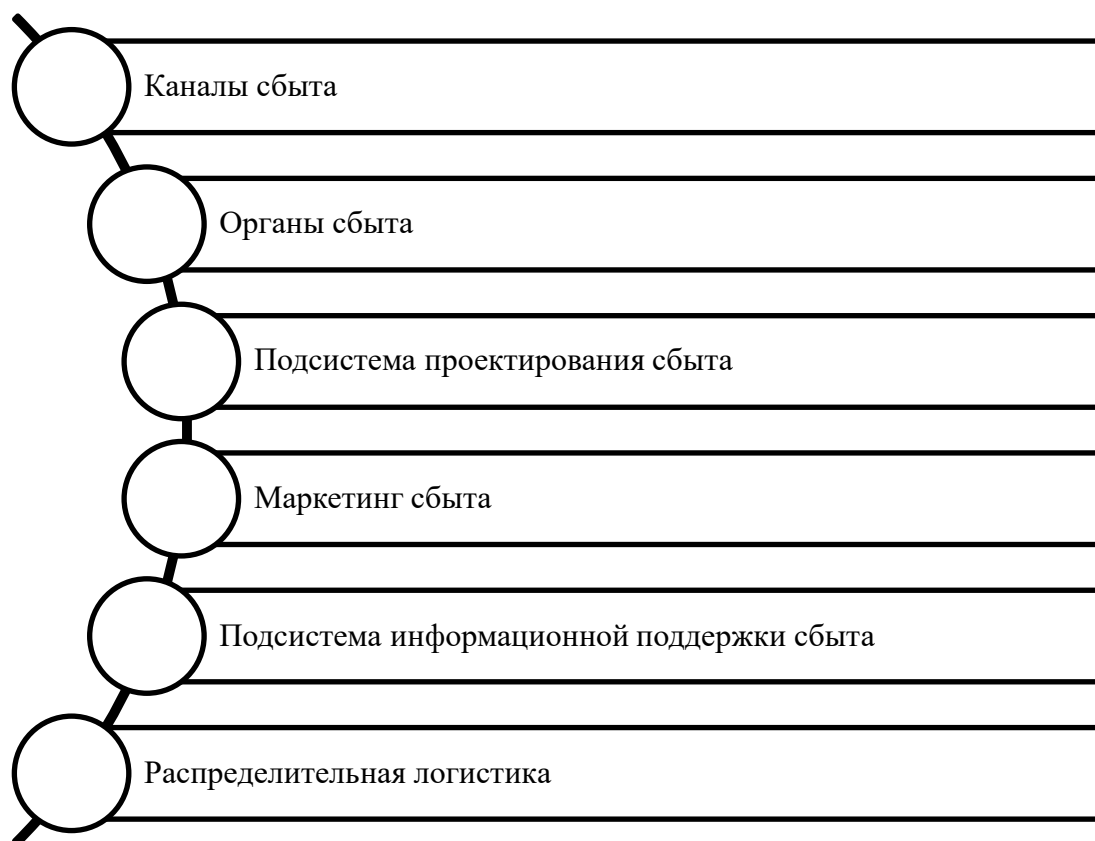 Каналы сбыта
Органы сбыта
Подсистема проектирования сбыта
Маркетинг сбыта
Подсистема информационной поддержки сбыта
Распределительная логистика